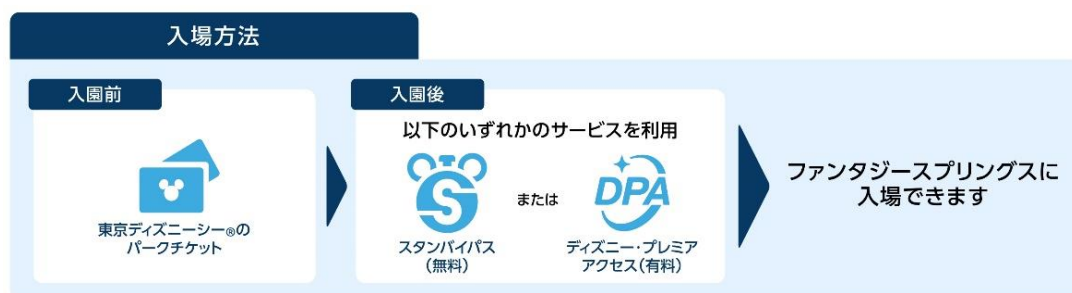 入場方法
入園前
東京ディズニーシー®の
パークチケット
入園後
以下のいずれかのサービスを利用
S
スタンバイパス
(無料)
または
DPA
ディズニー・プレミア
アクセス(有料)
ファンタジースプリングスに
入場できます